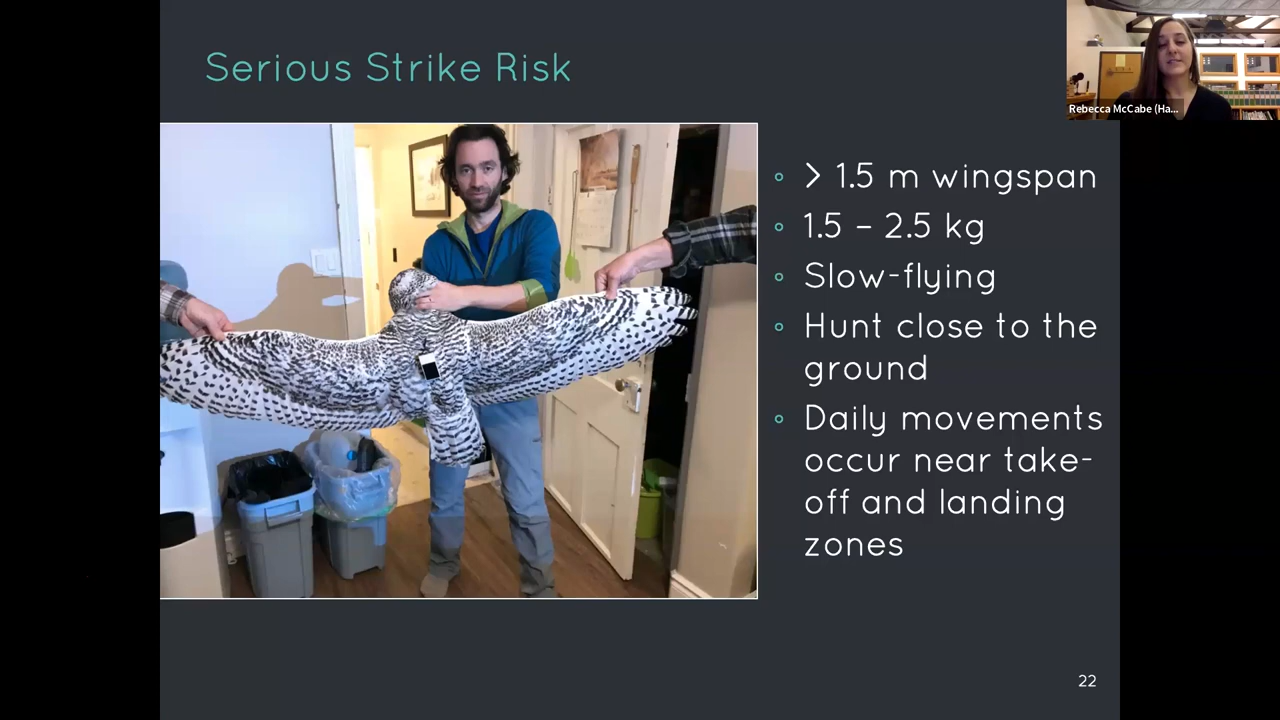 Serious Strike Risk
Rebecca McCabe (Ha...
> 1.5 m wingspan
1.5 – 2.5 kg
Slow-flying
Hunt close to the
ground
Daily movements
occur near take-
off and landing
zones
22